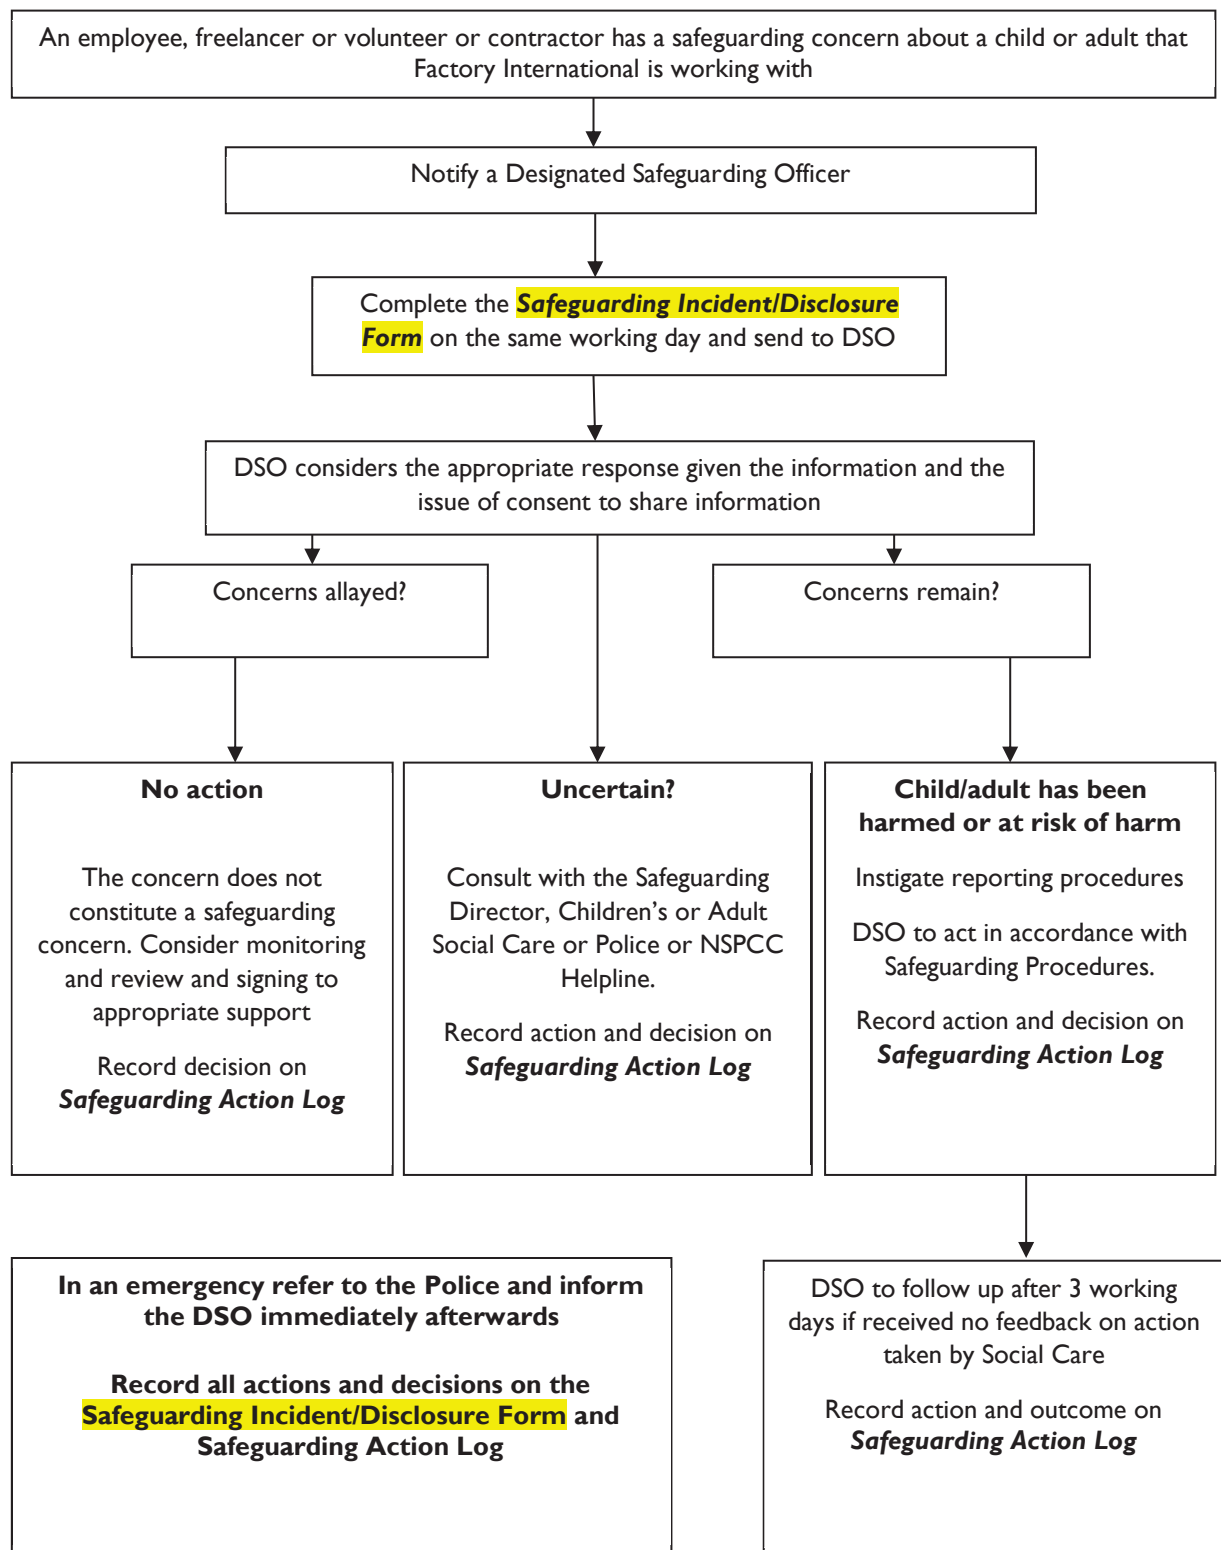 An employee, freelancer or volunteer or contractor has a safeguarding concern about a child or adult that
Factory International is working with
Notify a Designated Safeguarding Officer
Complete the Safeguarding Incident/Disclosure
Form on the same working day and send to DSO
DSO considers the appropriate response given the information and the
issue of consent to share information
Concerns allayed?
Concerns remain?
No action
The concern does not
constitute a safeguarding
concern. Consider monitoring
and review and signing to
appropriate support
Record decision on
Safeguarding Action Log
Uncertain?
Consult with the Safeguarding
Director, Children’s or Adult
Social Care or Police or NSPCC
Helpline.
Record action and decision on
Safeguarding Action Log
Child/adult has been
harmed or at risk of harm
Instigate reporting procedures
DSO to act in accordance with
Safeguarding Procedures.
Record action and decision on
Safeguarding Action Log
In an emergency refer to the Police and inform
the DSO immediately afterwards
Record all actions and decisions on the
Safeguarding Incident/Disclosure Form and
Safeguarding Action Log
DSO to follow up after 3 working
days if received no feedback on action
taken by Social Care
Record action and outcome on
Safeguarding Action Log